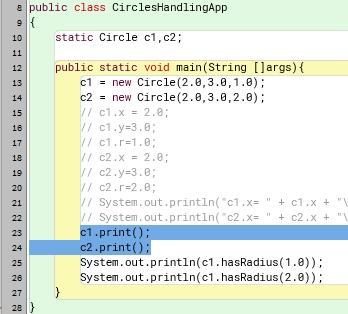 8 public class CirclesHandlingApp
9 {
10 static Circle c1,c2;
11
12 public static void main(String []args){
13 c1 = new Circle(2.0,3.0,1.0);
14 c2 = new Circle(2.0,3.0,2.0);
15 // c1.x = 2.0;
16 // c1.y=3.0;
17 // c1.r=1.0;
18 // c2.x = 2.0;
19 // c2.y=3.0;
20 // c2.r=2.0;
21 // System.out.println("c1.x= " + c1.x + "\
22 // System.out.println("c2.x= " + c2.x + "\
23 c1.print();
24 c2.print();
25 System.out.println(c1.hasRadius(1.0));
26 System.out.println(c1.hasRadius(2.0));
27 }
28 }